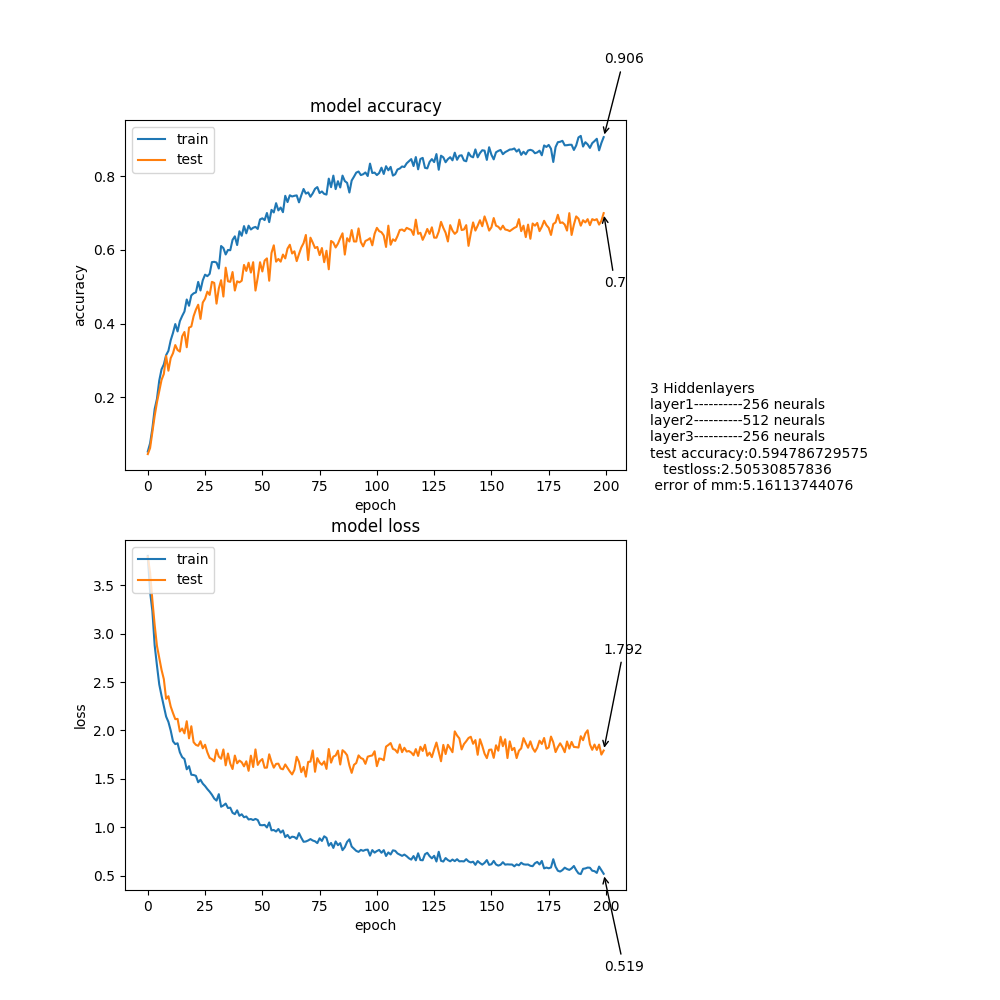 0.906
model accuracy
train
test
0.8
0.6
0.4
0.2
accuracy
0.7
0 25 50 75 100 125 150 175 200
epoch
3 Hiddenlayers
layer1----------256 neurals
layer2----------512 neurals
layer3----------256 neurals
test accuracy:0.594786729575
testloss:2.50530857836
error of mm:5.16113744076
model loss
train
test
3.5
3.0
2.5
2.0
1.5
1.0
0.5
loss
1.792
0 25 50 75 100 125 150 175 200
epoch
0.519